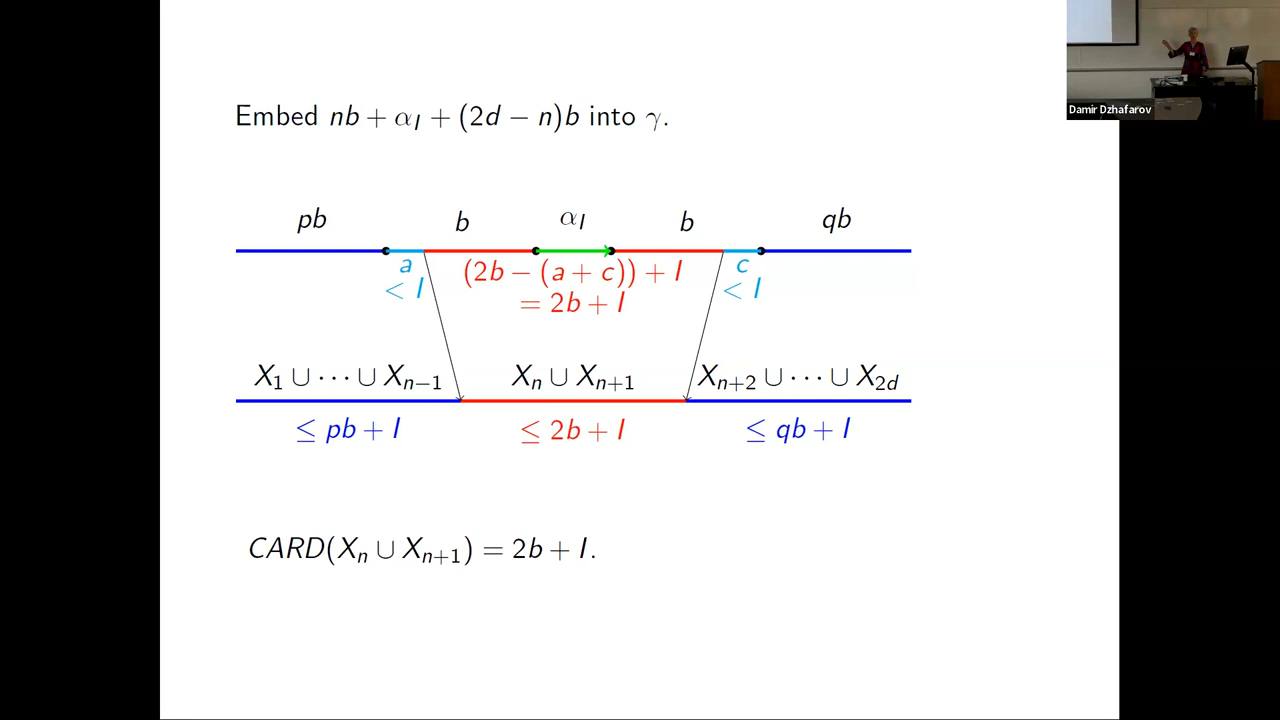 Embed nb + α_I + (2d − n)b into γ.
pb b α_I b qb
a (2b − (a + c)) + I c
< I = 2b + I < I
X_1 ∪ ⋯ ∪ X_{n−1} X_n ∪ X_{n+1} X_{n+2} ∪ ⋯ ∪ X_{2d}
≤ pb + I ≤ 2b + I ≤ qb + I
CARD(X_n ∪ X_{n+1}) = 2b + I.
Damir Dzhafarov